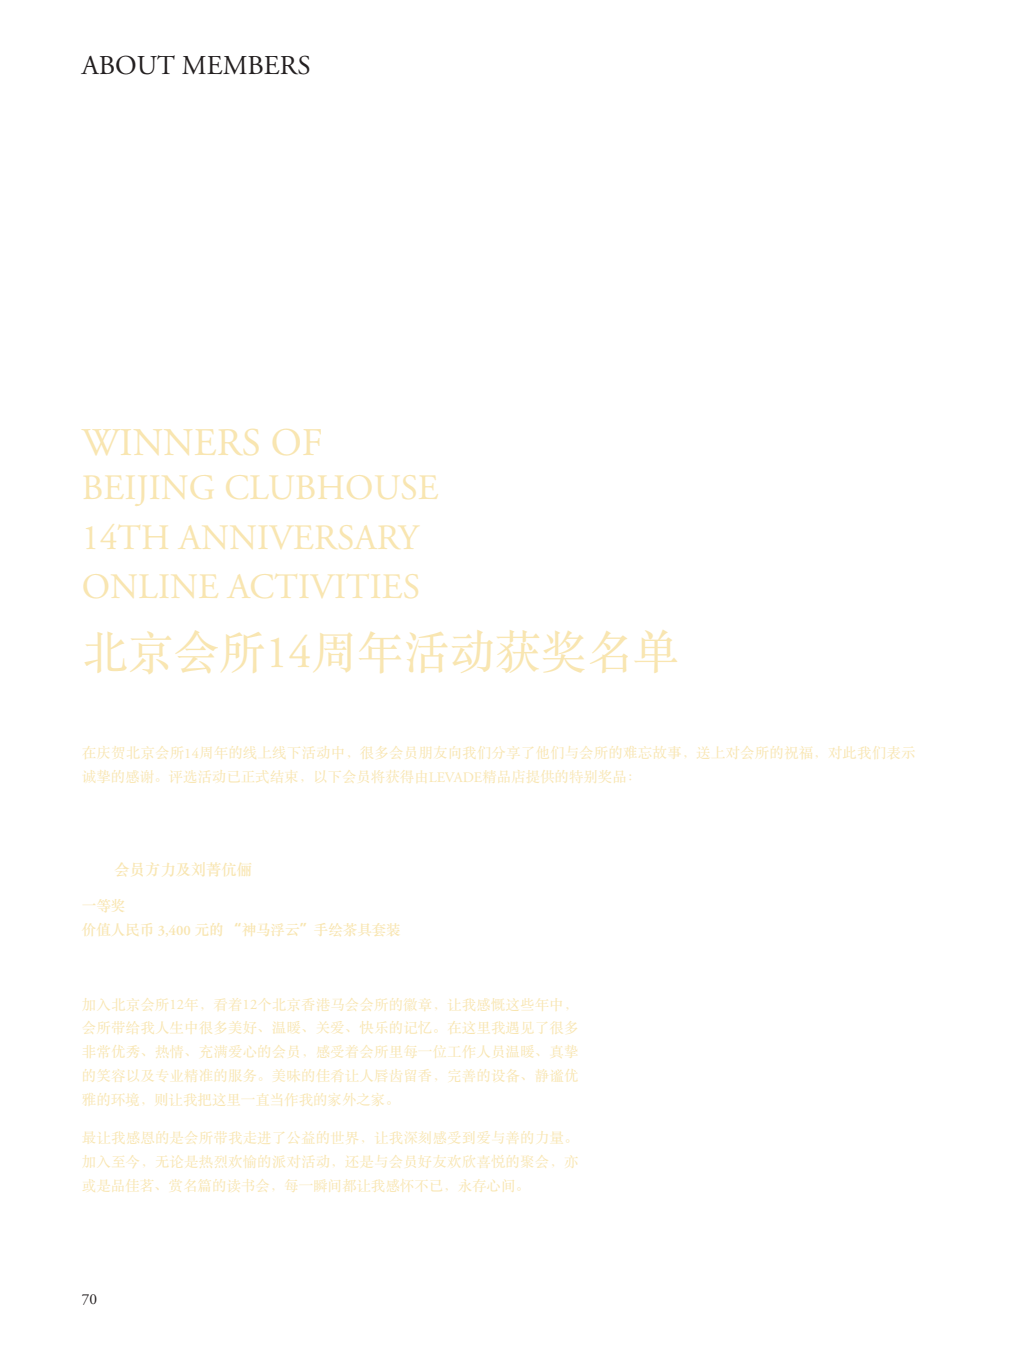 ABOUT MEMBERS
WINNERS OF
BEIJING CLUBHOUSE
14TH ANNIVERSARY
ONLINE ACTIVITIES
北京会所14周年活动获奖名单
在庆贺北京会所14周年的线上线下活动中，很多会员朋友向我们分享了他们与会所的难忘故事、送上对会所的祝福，对此我们表示
诚挚的感谢。评选活动已正式结束，以下会员将获得由LEVADE精品店提供的特别奖品：
会员方力及刘菁伉俪
一等奖
价值人民币 3,400 元的 “神马浮云” 手绘茶具套装
加入北京会所12年、看着12个北京香港马会会所的徽章，让我感慨这些年中，
会所带给我人生中很多美好、温暖、关爱、快乐的记忆。在这里我遇见了很多
非常优秀、热情、充满爱心的会员，感受着会所里每一位工作人员温暖、真挚
的笑容以及专业精准的服务。美味的佳肴让人唇齿留香，完善的设备、静谧优
雅的环境，则让我把这里一直当作我的家外之家。
最让我感恩的是会所带我走进了公益的世界，让我深刻感受到爱与善的力量。
加入至今，无论是热烈欢愉的派对活动，还是与会员好友欢欣喜悦的聚会，亦
或是品佳茗、赏名篇的读书会，每一瞬间都让我感怀不已，永存心间。
70